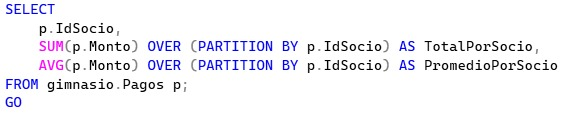 SELECT
p.IdSocio,
SUM(p.Monto) OVER (PARTITION BY p.IdSocio) AS TotalPorSocio,
AVG(p.Monto) OVER (PARTITION BY p.IdSocio) AS PromedioPorSocio
FROM gimnasio.Pagos p;
GO